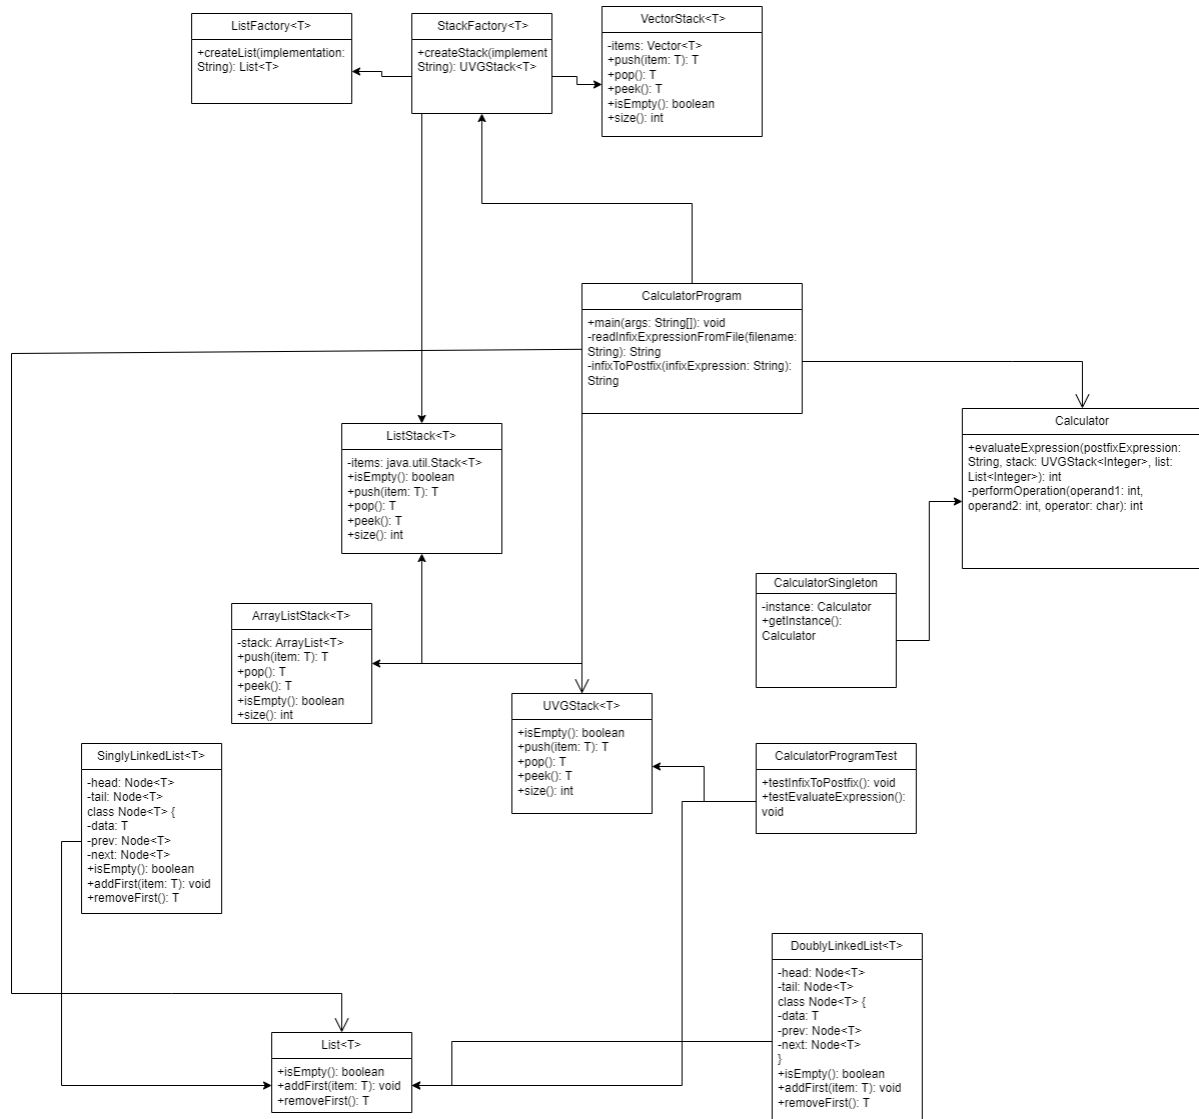 ListFactory<T>
+createList(implementation:
String): List<T>
StackFactory<T>
+createStack(implement
String): UVGStack<T>
VectorStack<T>
-items: Vector<T>
+push(item: T): T
+pop(): T
+peek(): T
+isEmpty(): boolean
+size(): int
CalculatorProgram
+main(args: String[]): void
-readInfixExpressionFromFile(filename:
String): String
-infixToPostfix(infixExpression: String):
String
Calculator
+evaluateExpression(postfixExpression:
String, stack: UVGStack<Integer>, list:
List<Integer>): int
-performOperation(operand1: int,
operand2: int, operator: char): int
ListStack<T>
-items: java.util.Stack<T>
+isEmpty(): boolean
+push(item: T): T
+pop(): T
+peek(): T
+size(): int
CalculatorSingleton
-instance: Calculator
+getInstance():
Calculator
ArrayListStack<T>
-stack: ArrayList<T>
+push(item: T): T
+pop(): T
+peek(): T
+isEmpty(): boolean
+size(): int
UVGStack<T>
+isEmpty(): boolean
+push(item: T): T
+pop(): T
+peek(): T
+size(): int
SinglyLinkedList<T>
-head: Node<T>
-tail: Node<T>
class Node<T> {
-data: T
-prev: Node<T>
-next: Node<T>
+isEmpty(): boolean
+addFirst(item: T): void
+removeFirst(): T
CalculatorProgramTest
+testInfixToPostfix(): void
+testEvaluateExpression():
void
DoublyLinkedList<T>
-head: Node<T>
-tail: Node<T>
class Node<T> {
-data: T
-prev: Node<T>
-next: Node<T>
}
+isEmpty(): boolean
+addFirst(item: T): void
+removeFirst(): T
List<T>
+isEmpty(): boolean
+addFirst(item: T): void
+removeFirst(): T